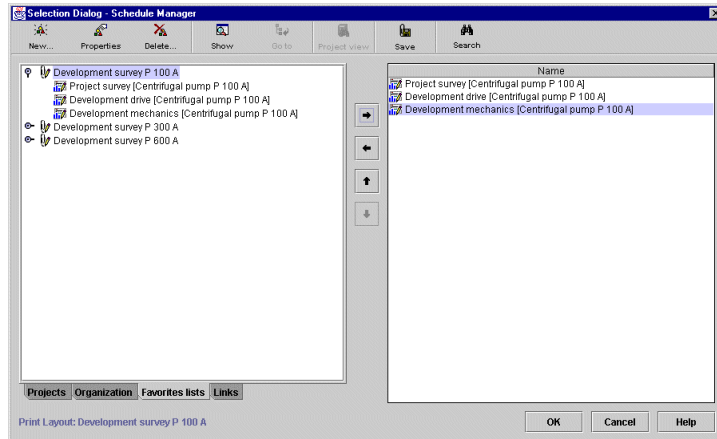 Selection Dialog - Schedule Manager
New... Properties Delete... Show Go to Project view Save Search
Development survey P 100 A
Project survey [Centrifugal pump P 100 A]
Development drive [Centrifugal pump P 100 A]
Development mechanics [Centrifugal pump P 100 A]
Development survey P 300 A
Development survey P 600 A
Name
Project survey [Centrifugal pump P 100 A]
Development drive [Centrifugal pump P 100 A]
Development mechanics [Centrifugal pump P 100 A]
Projects Organization Favorites lists Links
Print Layout: Development survey P 100 A
OK Cancel Help